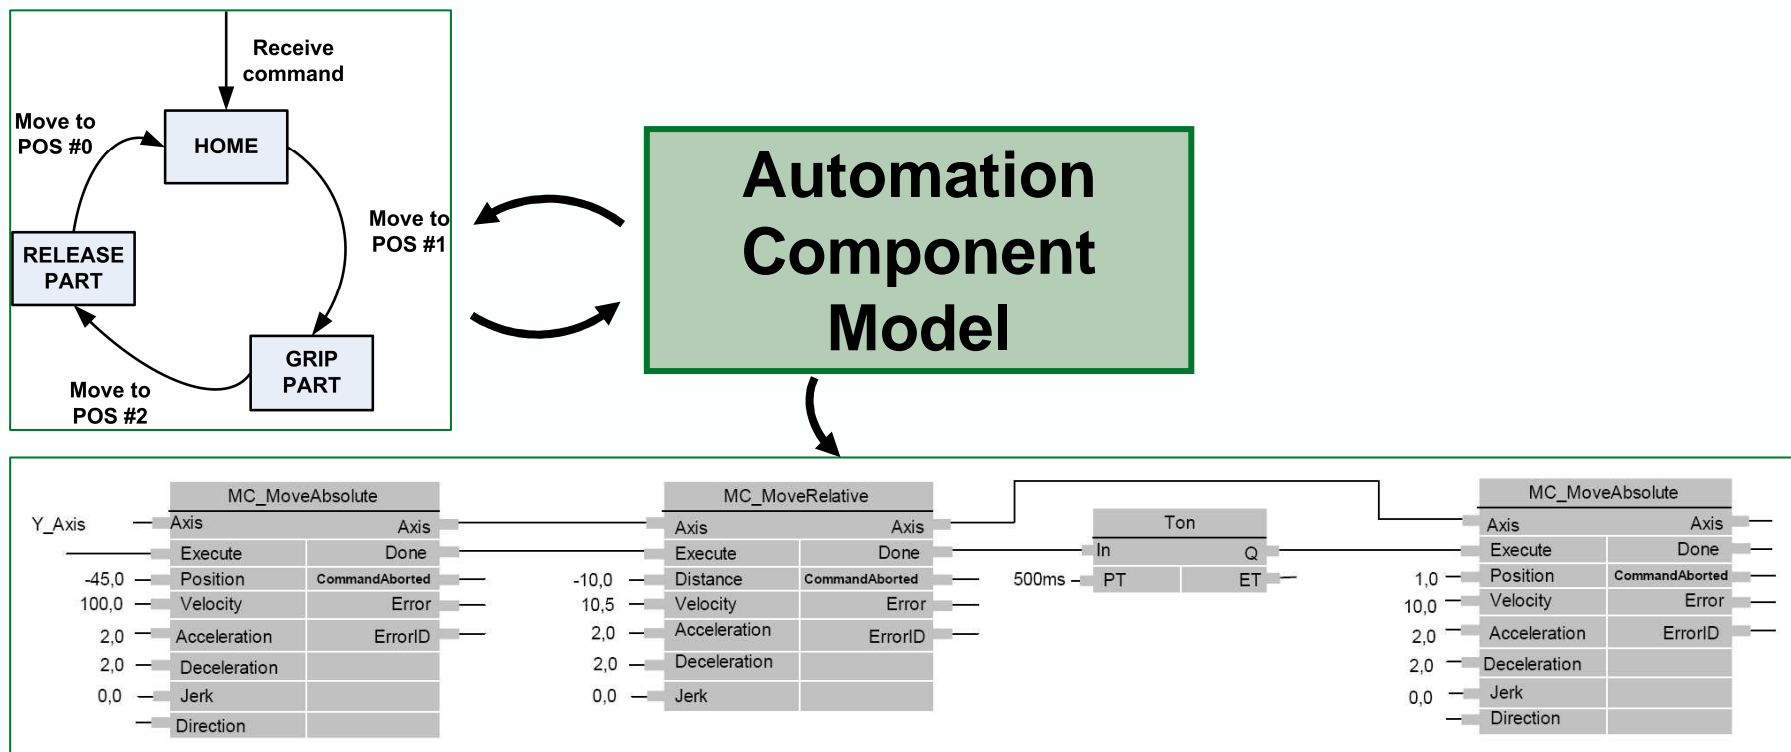 Receive
command
Move to
POS #0
HOME
Move to
POS #1
RELEASE
PART
GRIP
PART
Move to
POS #2
Automation
Component
Model
MC_MoveAbsolute
Y_Axis
Axis Axis
Execute Done
-45,0 Position CommandAborted
100,0 Velocity Error
2,0 Acceleration ErrorID
2,0 Deceleration
0,0 Jerk
Direction
MC_MoveRelative
Axis Axis
Execute Done
-10,0 Distance CommandAborted
10,5 Velocity Error
2,0 Acceleration ErrorID
2,0 Deceleration
0,0 Jerk
Ton
In Q
500ms PT ET
MC_MoveAbsolute
Axis Axis
Execute Done
1,0 Position CommandAborted
10,0 Velocity Error
2,0 Acceleration ErrorID
2,0 Deceleration
0,0 Jerk
Direction